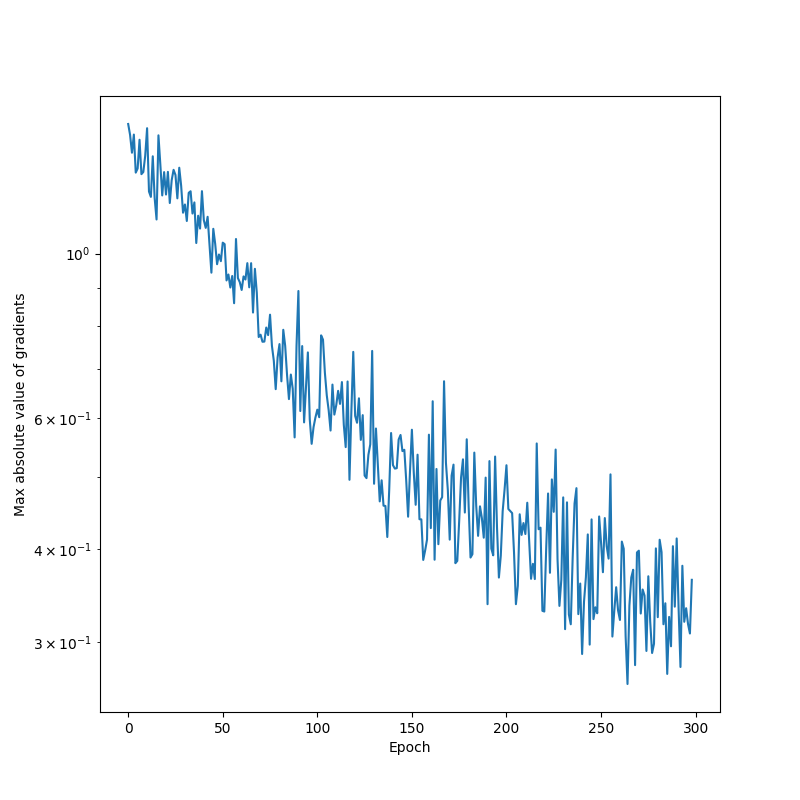 Max absolute value of gradients
10⁰
6 × 10⁻¹
4 × 10⁻¹
3 × 10⁻¹
0 50 100 150 200 250 300
Epoch